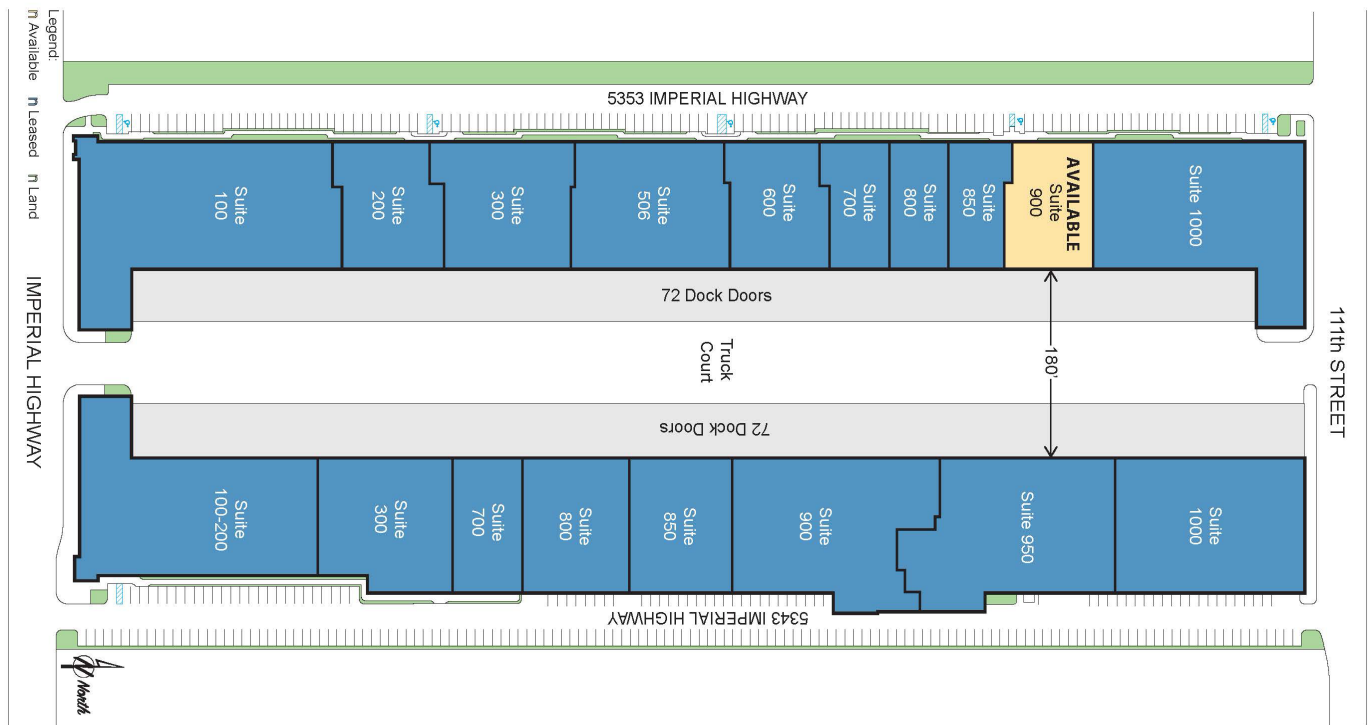 Legend:
n Available n Leased n Land
5353 IMPERIAL HIGHWAY
Suite
100
Suite
200
Suite
300
Suite
506
Suite
600
Suite
700
Suite
800
Suite
850
AVAILABLE
Suite
900
Suite 1000
72 Dock Doors
Truck
Court
180'
IMPERIAL HIGHWAY
111th STREET
72 Dock Doors
Suite
100-200
Suite
300
Suite
700
Suite
800
Suite
850
Suite
900
Suite 950
Suite
1000
5343 IMPERIAL HIGHWAY
N North